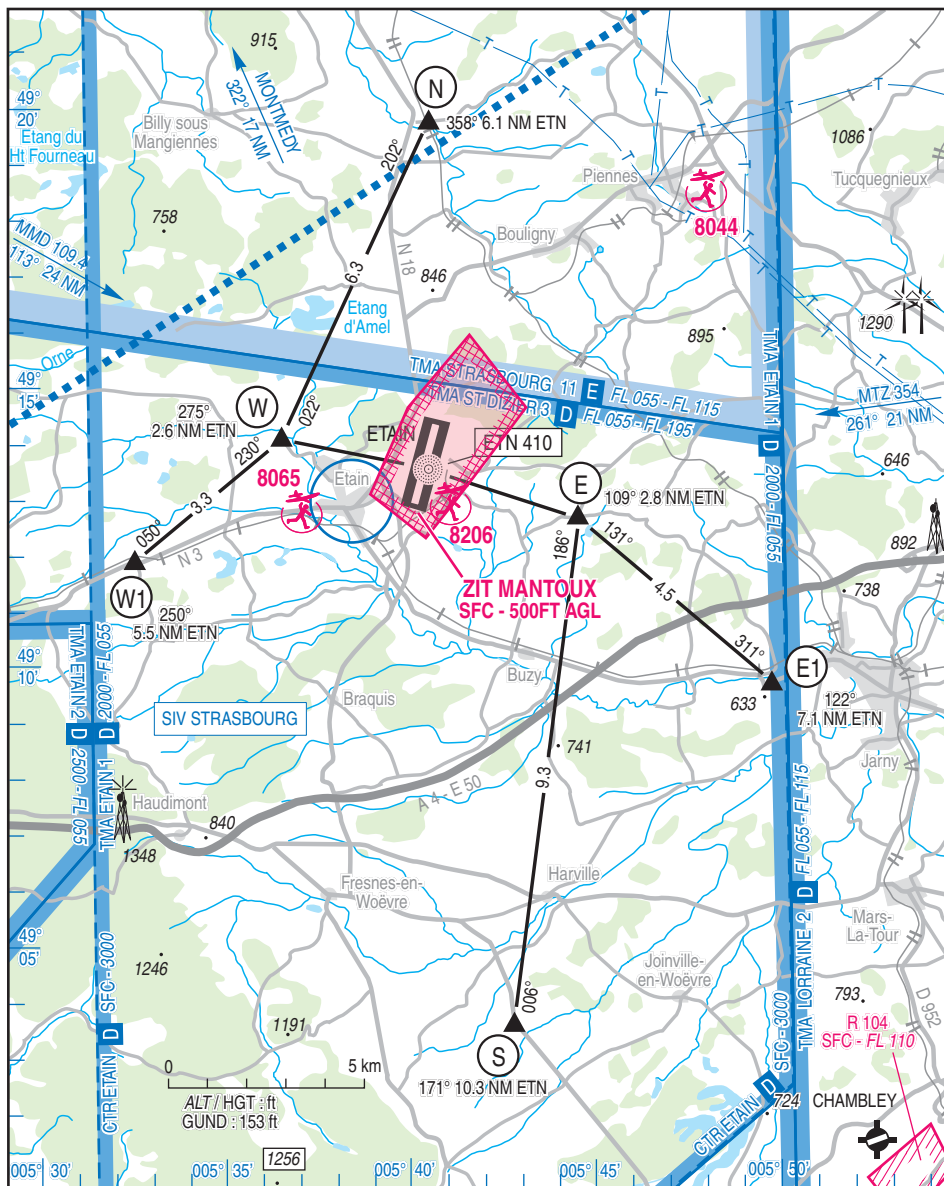 915
N
MONTMEDY
322° 17 NM
49°
20'
358° 6.1 NM ETN
Etang du
Ht Fourneau
Billy sous
Mangiennes
202°
1086
Piennes
Tucquegnieux
8044
758
Bouligny
MMD 109.4
113° 24 NM
6.3
N 18
846
Etang
d'Amel
1290
895
Orne
TMA ETAIN 1
D
2000 - FL 055
TMA STRASBOURG 11 E FL 055 - FL 115
TMA ST DIZIER 3 D FL 055 - FL 195
49°
15'
MTZ 354
261° 21 NM
W
275°
2.6 NM ETN
022°
230°
ETAIN
ETN 410
646
8065
Etain
E
109° 2.8 NM ETN
050°
3.3
N 3
8206
186°
131°
892
ZIT MANTOUX
SFC - 500FT AGL
4.5
738
W1
250°
5.5 NM ETN
311°
49°
10'
Buzy
E1
633
122°
7.1 NM ETN
TMA ETAIN 2
D
2500 - FL 055
TMA ETAIN 1
D
2000 - FL055
Braquis
SIV STRASBOURG
741
Jarny
9.3
A 4 - E 50
Haudimont
840
1348
TMA LORRAINE 2
D
FL055 - FL 115
Fresnes-en-
Woëvre
Harville
Mars-
La-Tour
49°
05'
1246
Joinville-
en-Woëvre
793
D 952
006°
R 104
SFC - FL 110
1191
S
171° 10.3 NM ETN
CTR ETAIN
D
SFC - 3000
0
5 km
ALT / HGT : ft
GUND : 153 ft
CTR ETAIN
D
SFC - 3000
724
CHAMBLEY
1256
005° 30'
005° 35'
005° 40'
005° 45'
005° 50'